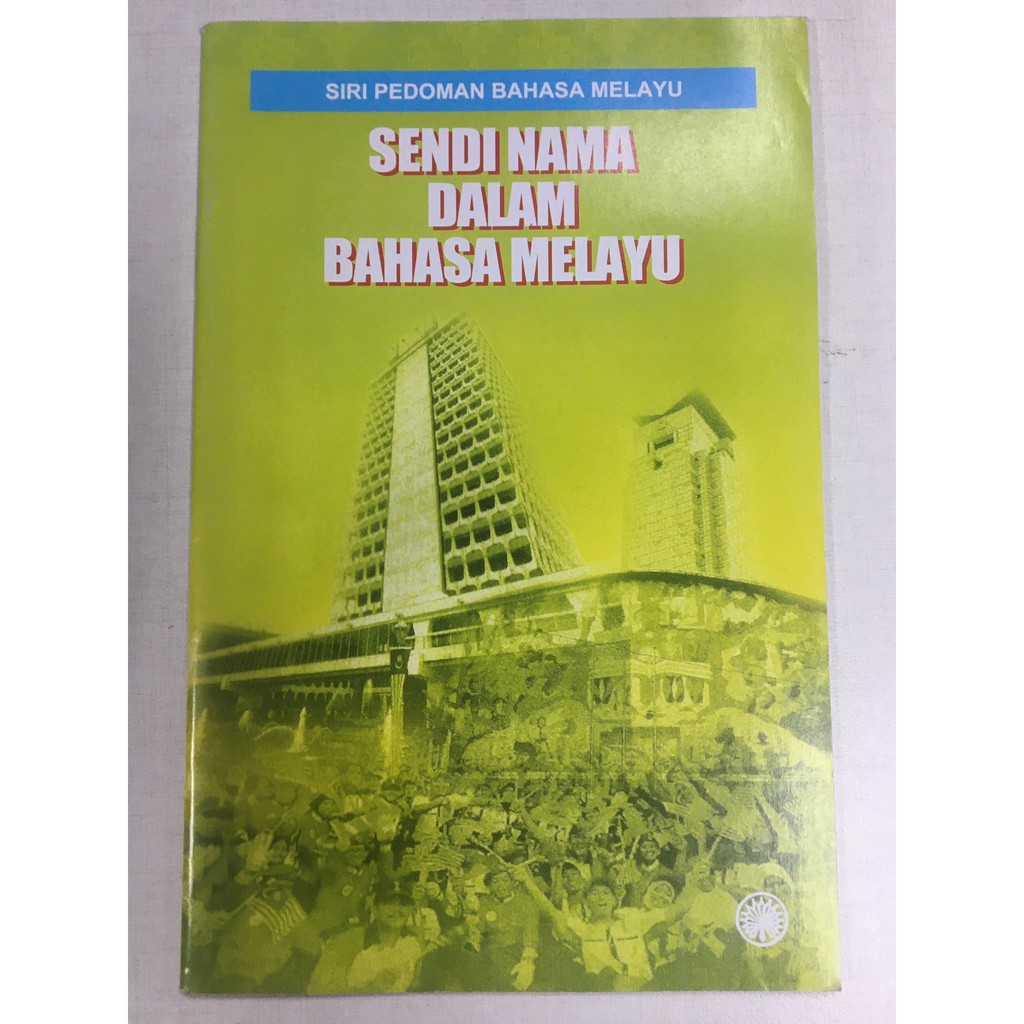 SIRI PEDOMAN BAHASA MELAYU
SENDI NAMA
DALAM
BAHASA MELAYU